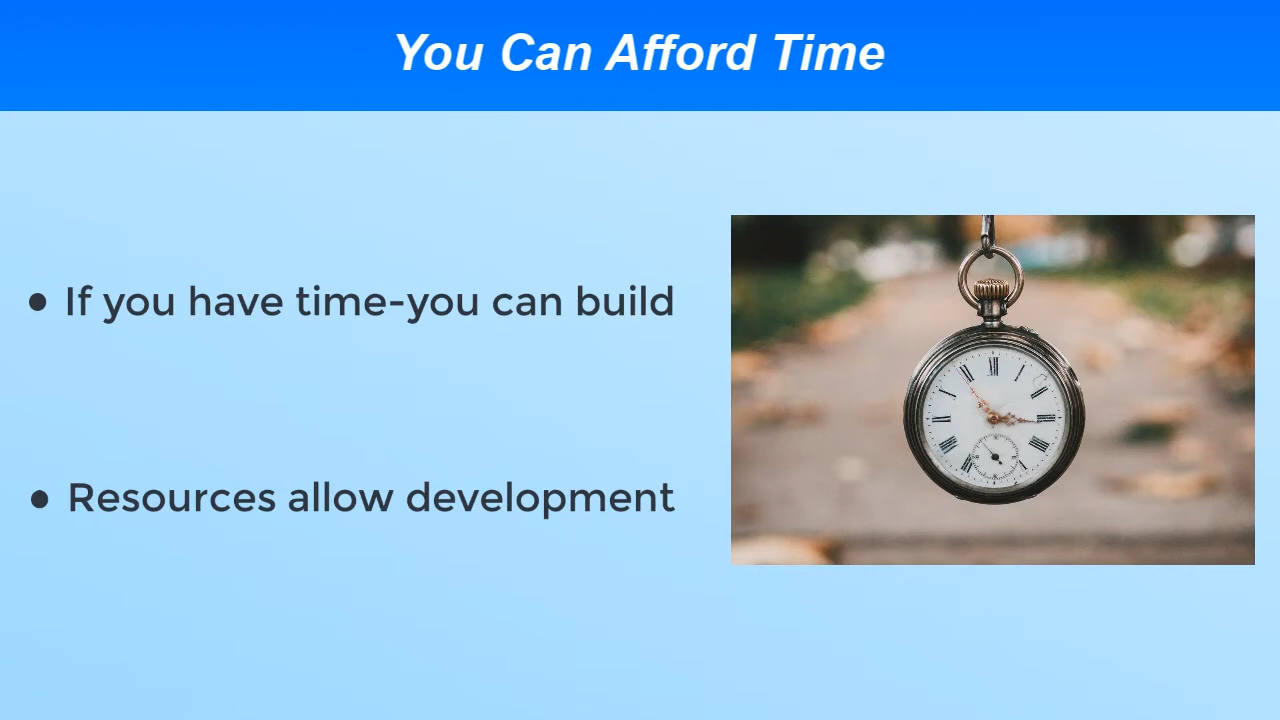 You Can Afford Time
• If you have time-you can build
• Resources allow development